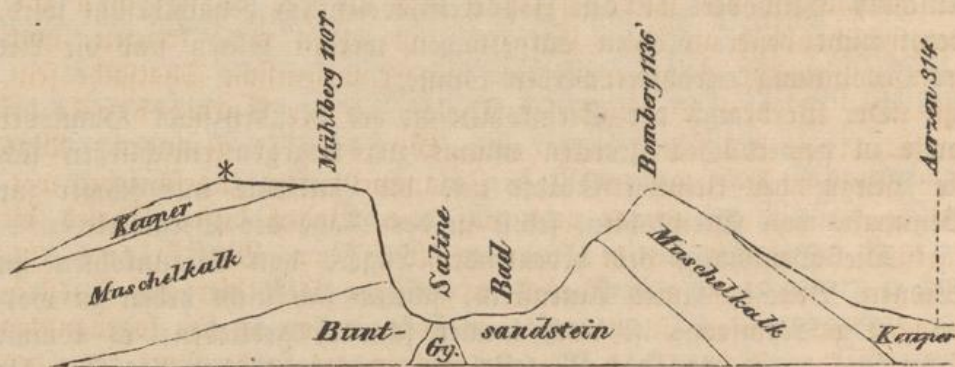 Mühlberg 1107'
Bomberg 1136'
Aerzen 314'
*
Keuper
Saline
Bad
Maschelkalk
Maschelkalk
Bunt-
sandstein
Gy.
Keuper